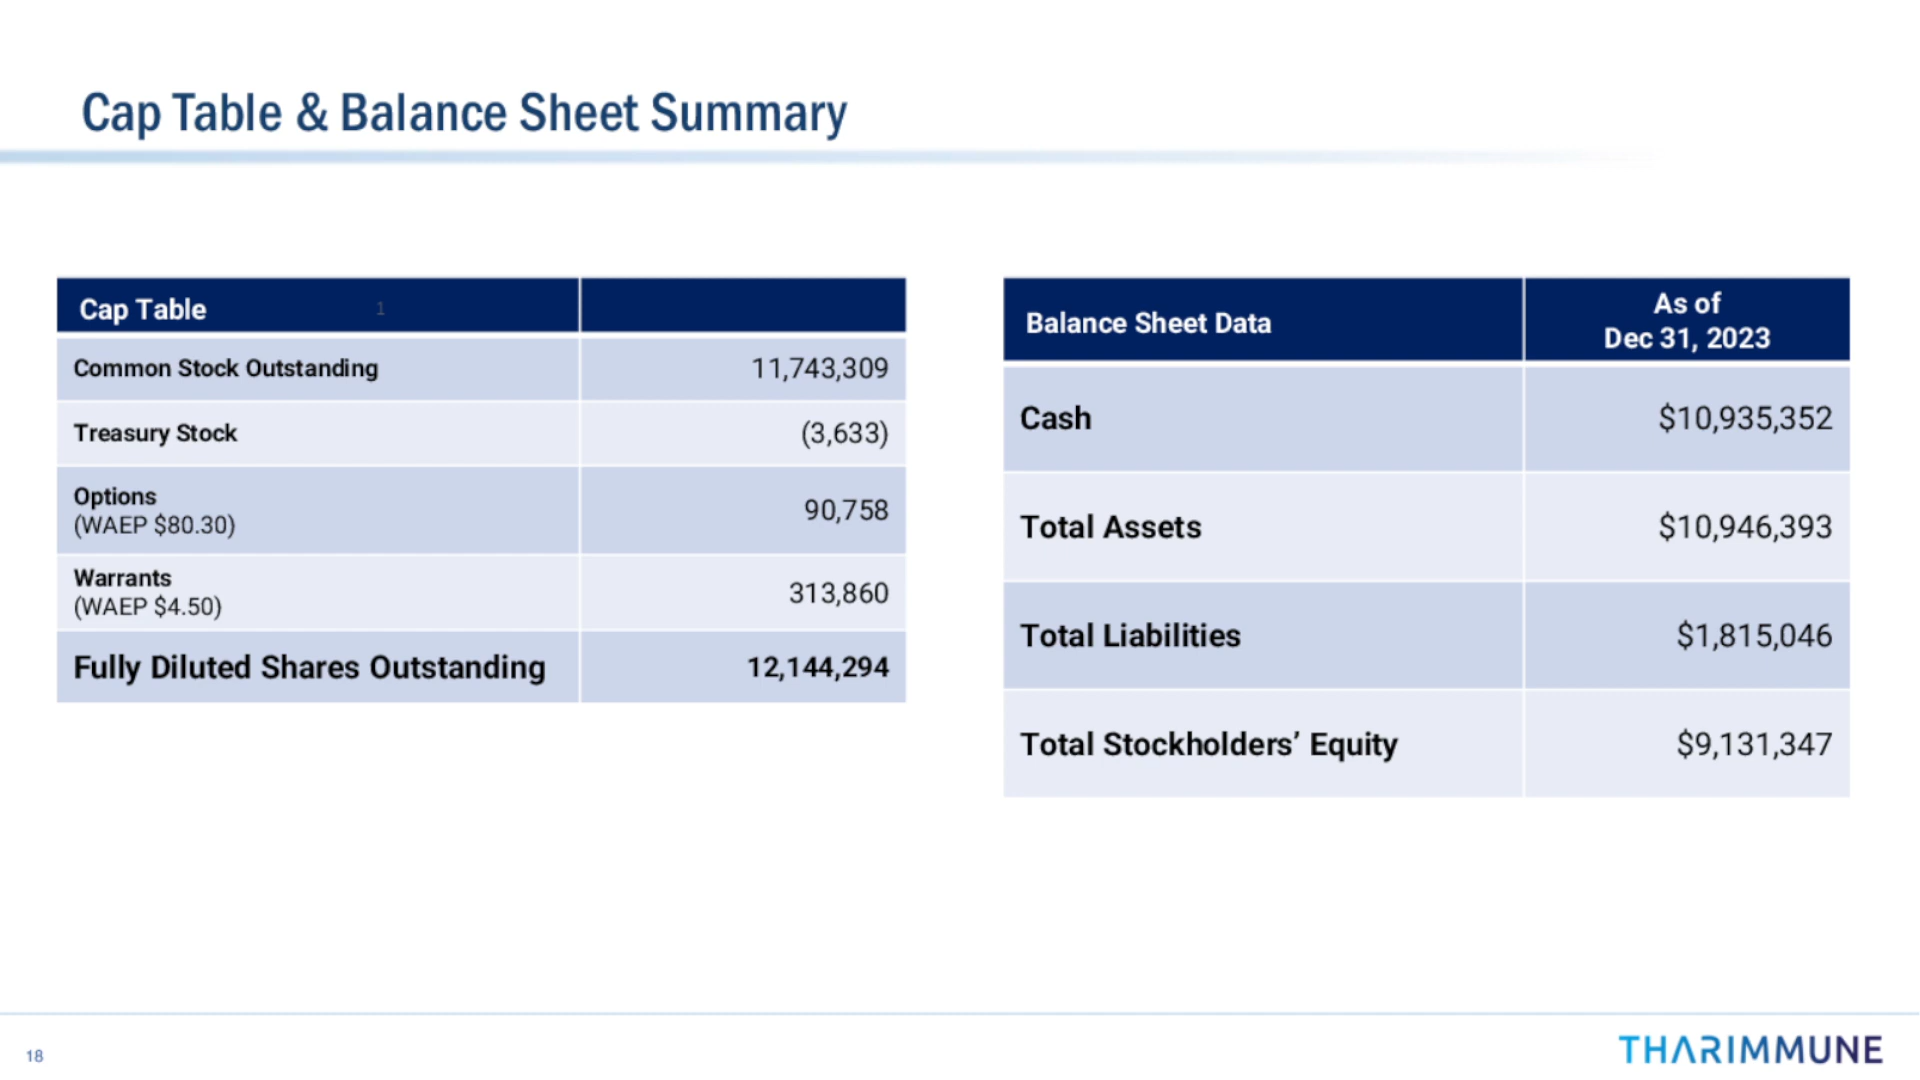 Cap Table & Balance Sheet Summary
Cap Table 1
Common Stock Outstanding 11,743,309
Treasury Stock (3,633)
Options
(WAEP $80.30) 90,758
Warrants
(WAEP $4.50) 313,860
Fully Diluted Shares Outstanding 12,144,294
Balance Sheet Data As of
Dec 31, 2023
Cash $10,935,352
Total Assets $10,946,393
Total Liabilities $1,815,046
Total Stockholders’ Equity $9,131,347
18
THARIMMUNE